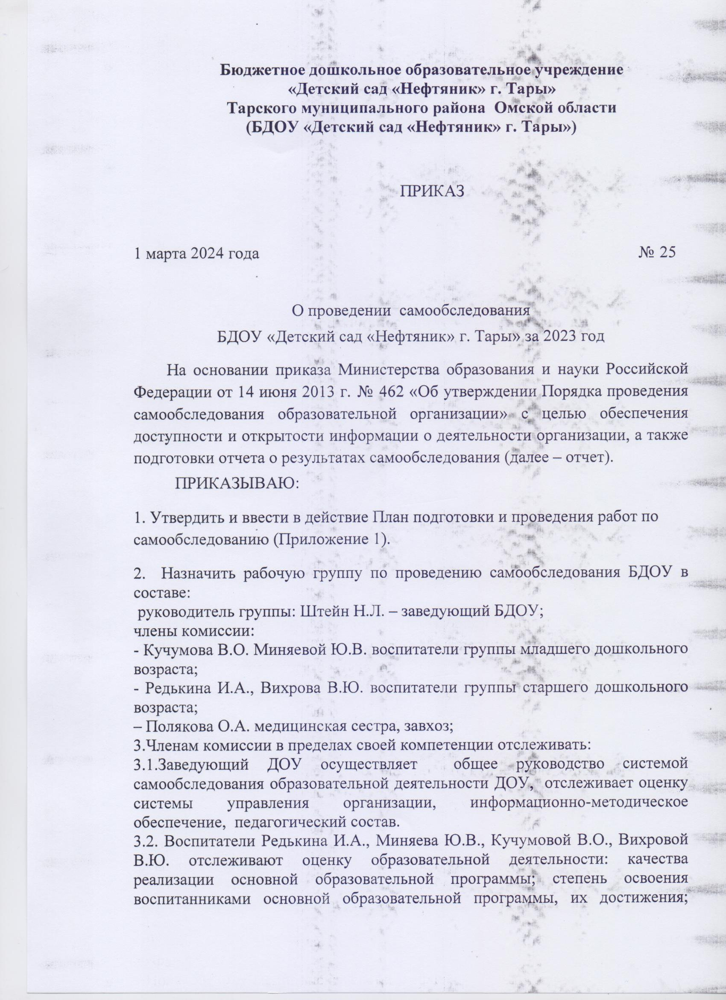 Бюджетное дошкольное образовательное учреждение
«Детский сад «Нефтяник» г. Тары»
Тарского муниципального района Омской области
(БДОУ «Детский сад «Нефтяник» г. Тары»)
ПРИКАЗ
1 марта 2024 года № 25
О проведении самообследования
БДОУ «Детский сад «Нефтяник» г. Тары» за 2023 год
На основании приказа Министерства образования и науки Российской
Федерации от 14 июня 2013 г. № 462 «Об утверждении Порядка проведения
самообследования образовательной организации» с целью обеспечения
доступности и открытости информации о деятельности организации, а также
подготовки отчета о результатах самообследования (далее – отчет).
ПРИКАЗЫВАЮ:
1. Утвердить и ввести в действие План подготовки и проведения работ по
самообследованию (Приложение 1).
2. Назначить рабочую группу по проведению самообследования БДОУ в
составе:
руководитель группы: Штейн Н.Л. – заведующий БДОУ;
члены комиссии:
- Кучумова В.О. Миняевой Ю.В. воспитатели группы младшего дошкольного
возраста;
- Редькина И.А., Вихрова В.Ю. воспитатели группы старшего дошкольного
возраста;
– Полякова О.А. медицинская сестра, завхоз;
3.Членам комиссии в пределах своей компетенции отслеживать:
3.1.Заведующий ДОУ осуществляет общее руководство системой
самообследования образовательной деятельности ДОУ, отслеживает оценку
системы управления организации, информационно-методическое
обеспечение, педагогический состав.
3.2. Воспитатели Редькина И.А., Миняева Ю.В., Кучумовой В.О., Вихровой
В.Ю. отслеживают оценку образовательной деятельности: качества
реализации основной образовательной программы; степень освоения
воспитанниками основной образовательной программы, их достижения;